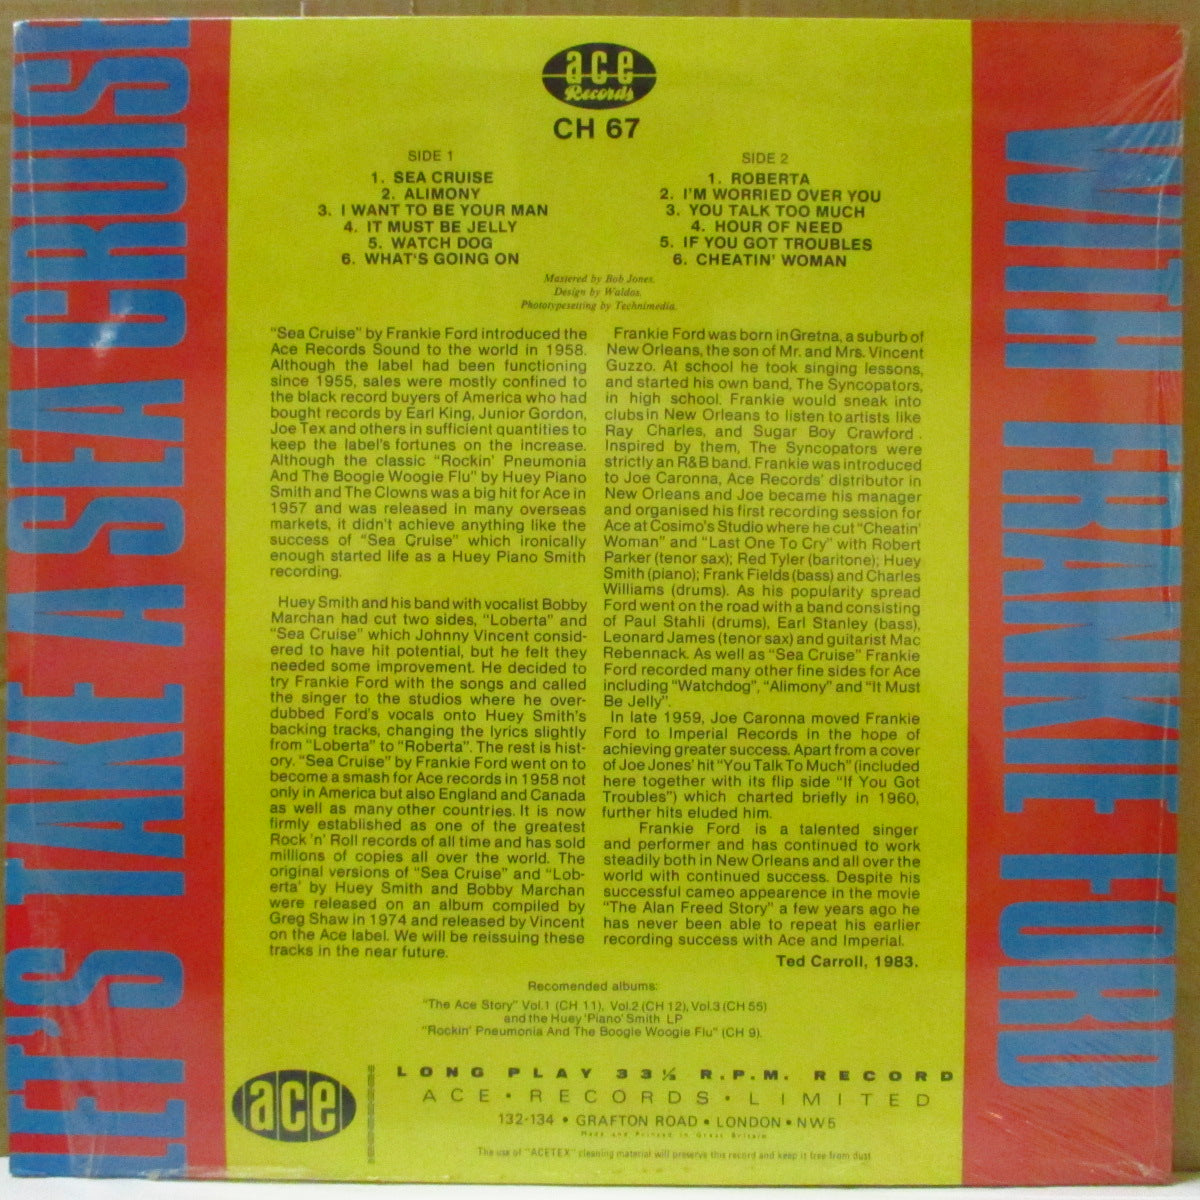 LET'S TAKE A SEA CRUISE
ace
Records
CH 67
SIDE 1
1. SEA CRUISE
2. ALIMONY
3. I WANT TO BE YOUR MAN
4. IT MUST BE JELLY
5. WATCH DOG
6. WHAT'S GOING ON
SIDE 2
1. ROBERTA
2. I'M WORRIED OVER YOU
3. YOU TALK TOO MUCH
4. HOUR OF NEED
5. IF YOU GOT TROUBLES
6. CHEATIN' WOMAN
Mastered by Bob Jones.
Design by Waldos.
Phototypesetting by Technimedia.
"Sea Cruise" by Frankie Ford introduced the
Ace Records Sound to the world in 1958.
Although the label had been functioning
since 1955, sales were mostly confined to
the black record buyers of America who had
bought records by Earl King, Junior Gordon,
Joe Tex and others in sufficient quantities to
keep the label's fortunes on the increase.
Although the classic "Rockin' Pneumonia
And The Boogie Woogie Flu" by Huey Piano
Smith and The Clowns was a big hit for Ace in
1957 and was released in many overseas
markets, it didn't achieve anything like the
success of "Sea Cruise" which ironically
enough started life as a Huey Piano Smith
recording.
Huey Smith and his band with vocalist Bobby
Marchan had cut two sides, "Loberta" and
"Sea Cruise" which Johnny Vincent consid-
ered to have hit potential, but he felt they
needed some improvement. He decided to
try Frankie Ford with the songs and called
the singer to the studios where he over-
dubbed Ford's vocals onto Huey Smith's
backing tracks, changing the lyrics slightly
from "Loberta" to "Roberta". The rest is hist-
ory. "Sea Cruise" by Frankie Ford went on to
become a smash for Ace records in 1958 not
only in America but also England and Canada
as well as many other countries. It is now
firmly established as one of the greatest
Rock 'n' Roll records of all time and has sold
millions of copies all over the world. The
original versions of "Sea Cruise" and "Lob-
erta' by Huey Smith and Bobby Marchan
were released on an album compiled by
Greg Shaw in 1974 and released by Vincent
on the Ace label. We will be reissuing these
tracks in the near future.
Frankie Ford was born in Gretna, a suburb of
New Orleans, the son of Mr. and Mrs. Vincent
Guzzo. At school he took singing lessons,
and started his own band, The Syncopators,
in high school. Frankie would sneak into
clubs in New Orleans to listen to artists like
Ray Charles, and Sugar Boy Crawford.
Inspired by them, The Syncopators were
strictly an R&B band. Frankie was introduced
to Joe Caronna, Ace Records' distributor in
New Orleans and Joe became his manager
and organised his first recording session for
Ace at Cosimo's Studio where he cut "Cheatin'
Woman" and "Last One To Cry" with Robert
Parker (tenor sax); Red Tyler (baritone); Huey
Smith (piano); Frank Fields (bass) and Charles
Williams (drums). As his popularity spread
Ford went on the road with a band consisting
of Paul Stahli (drums), Earl Stanley (bass),
Leonard James (tenor sax) and guitarist Mac
Rebennack. As well as "Sea Cruise" Frankie
Ford recorded many other fine sides for Ace
including "Watchdog", "Alimony" and "It Must
Be Jelly".
In late 1959, Joe Caronna moved Frankie
Ford to Imperial Records in the hope of
achieving greater success. Apart from a cover
of Joe Jones' hit "You Talk To Much" (included
here together with its flip side "If You Got
Troubles") which charted briefly in 1960,
further hits eluded him.
Frankie Ford is a talented singer
and performer and has continued to work
steadily both in New Orleans and all over the
world with continued success. Despite his
successful cameo appearence in the movie
"The Alan Freed Story" a few years ago he
has never been able to repeat his earlier
recording success with Ace and Imperial.
Ted Carroll, 1983.
Recomended albums:
"The Ace Story" Vol.1 (CH 11), Vol.2 (CH 12), Vol.3 (CH 55)
and the Huey 'Piano' Smith LP
"Rockin' Pneumonia And The Boogie Woogie Flu" (CH 9).
ace
LONG PLAY 33⅓ R.P.M. RECORD
ACE • RECORDS • LIMITED
132-134 • GRAFTON ROAD • LONDON • NW5
Made and Printed in Great Britain
The use of "ACETEX" cleaning material will preserve this record and keep it free from dust
WITH FRANKIE FORD